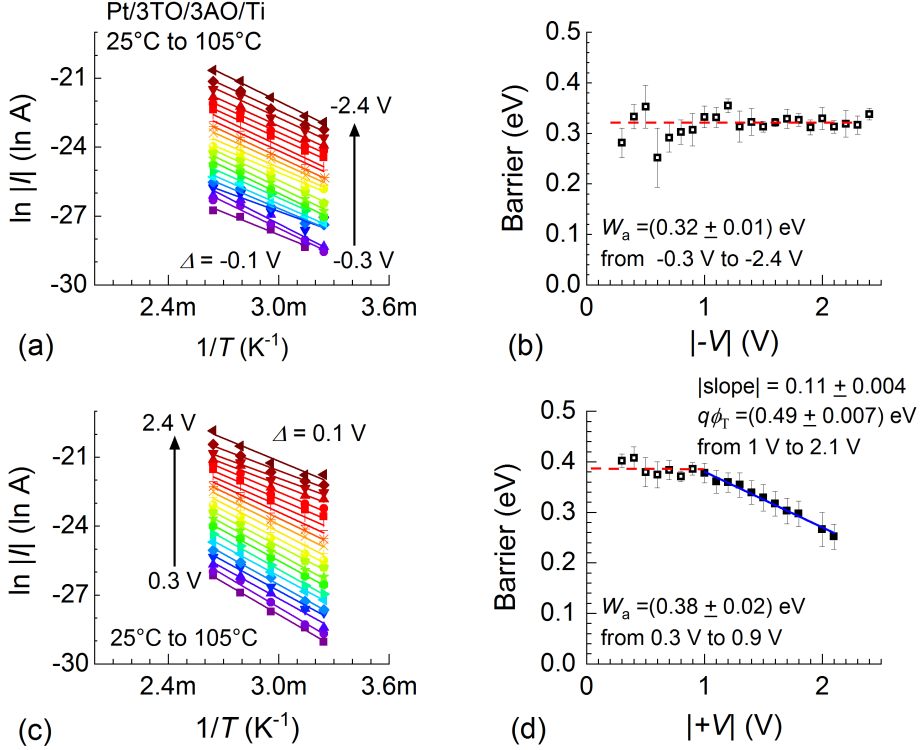 Pt/3TO/3AO/Ti
25°C to 105°C
-21
-24
-27
-30
ln |I| (ln A)
-2.4 V
Δ = -0.1 V
-0.3 V
2.4m
3.0m
3.6m
1/T (K⁻¹)
(a)
0.5
0.4
0.3
0.2
0.1
0.0
Barrier (eV)
Wₐ =(0.32 ± 0.01) eV
from -0.3 V to -2.4 V
0
1
2
|-V| (V)
(b)
2.4 V
Δ = 0.1 V
-21
-24
-27
-30
ln |I| (ln A)
0.3 V
25°C to 105°C
2.4m
3.0m
3.6m
1/T (K⁻¹)
(c)
|slope| = 0.11 ± 0.004
qϕ_T =(0.49 ± 0.007) eV
from 1 V to 2.1 V
0.5
0.4
0.3
0.2
0.1
0.0
Barrier (eV)
Wₐ =(0.38 ± 0.02) eV
from 0.3 V to 0.9 V
0
1
2
|+V| (V)
(d)